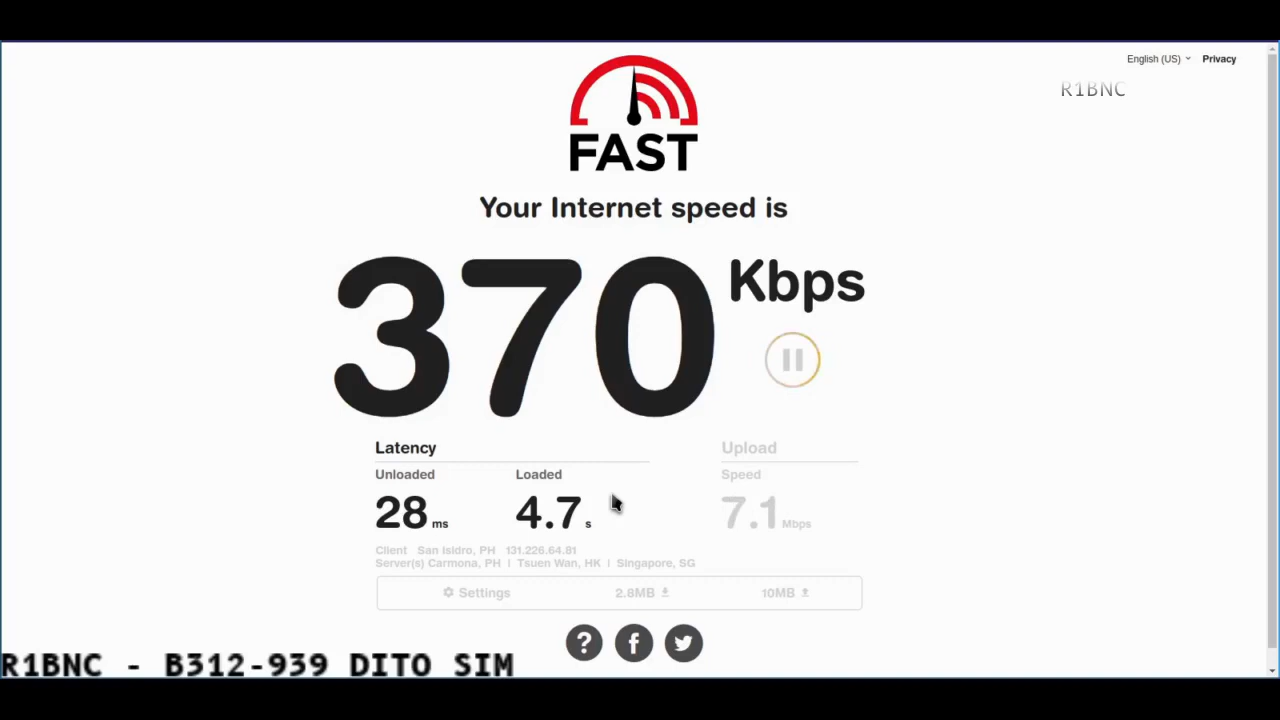 English (US) Privacy
R1BNC
FAST
Your Internet speed is
370 Kbps
Latency
Upload
Unloaded Loaded
Speed
28 ms 4.7 s
7.1 Mbps
Client San Isidro, PH 131.226.64.81
Server(s) Carmona, PH | Tsuen Wan, HK | Singapore, SG
Settings 2.8MB 10MB
? f
R1BNC - B312-939 DITO SIM